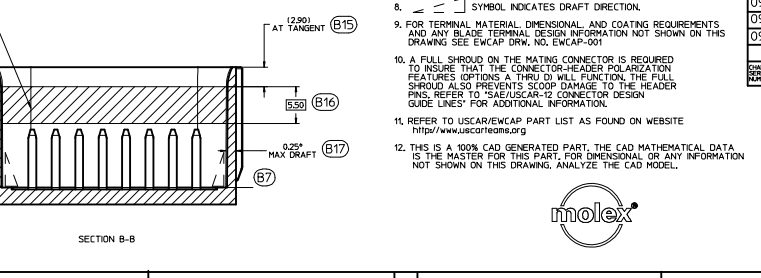 (2.90)
AT TANGENT B15
5.50 B16
0.25°
MAX DRAFT B17
B7
SECTION B-B
8. SYMBOL INDICATES DRAFT DIRECTION.
9. FOR TERMINAL MATERIAL, DIMENSIONAL, AND COATING REQUIREMENTS
AND ANY BLADE TERMINAL DESIGN INFORMATION NOT SHOWN ON THIS
DRAWING SEE EWCAP DRW. NO. EWCAP-001
10. A FULL SHROUD ON THE MATING CONNECTOR IS REQUIRED
TO INSURE THAT THE CONNECTOR-HEADER POLARIZATION
FEATURES (OPTIONS A THRU D) WILL FUNCTION. THE FULL
SHROUD ALSO PREVENTS SCOOP DAMAGE TO THE HEADER
PINS. REFER TO "SAE/USCAR-12 CONNECTOR DESIGN
GUIDE LINES" FOR ADDITIONAL INFORMATION.
11. REFER TO USCAR/EWCAP PART LIST AS FOUND ON WEBSITE
http://www.uscarteams.org
12. THIS IS A 100% CAD GENERATED PART. THE CAD MATHEMATICAL DATA
IS THE MASTER FOR THIS PART. FOR DIMENSIONAL OR ANY INFORMATION
NOT SHOWN ON THIS DRAWING, ANALYZE THE CAD MODEL.
molex®